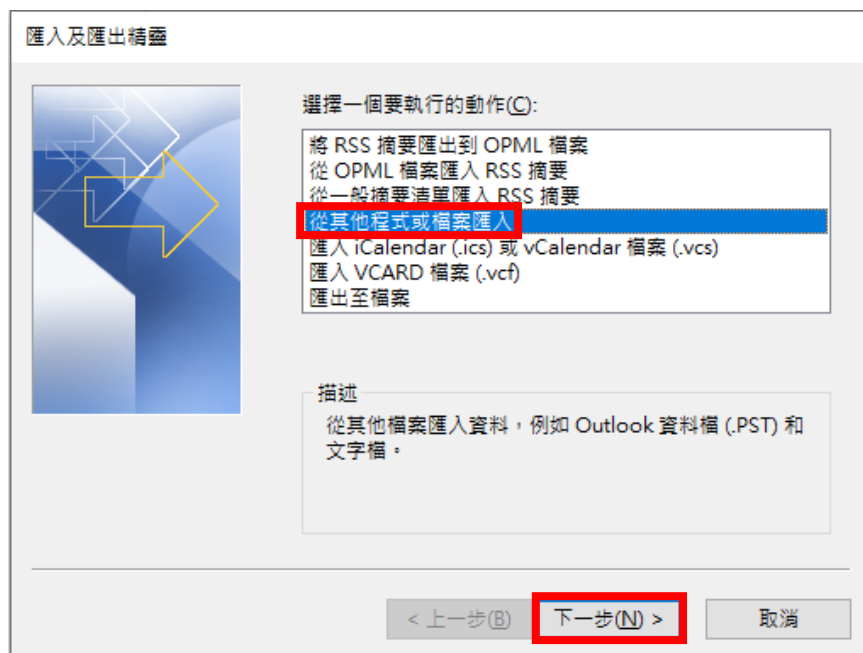 匯入及匯出精靈
選擇一個要執行的動作(C):
將 RSS 摘要匯出到 OPML 檔案
從 OPML 檔案匯入 RSS 摘要
從一般摘要清單匯入 RSS 摘要
從其他程式或檔案匯入
匯入 iCalendar (.ics) 或 vCalendar 檔案 (.vcs)
匯入 VCARD 檔案 (.vcf)
匯出至檔案
描述
從其他檔案匯入資料，例如 Outlook 資料檔 (.PST) 和
文字檔。
< 上一步(B) 下一步(N) > 取消